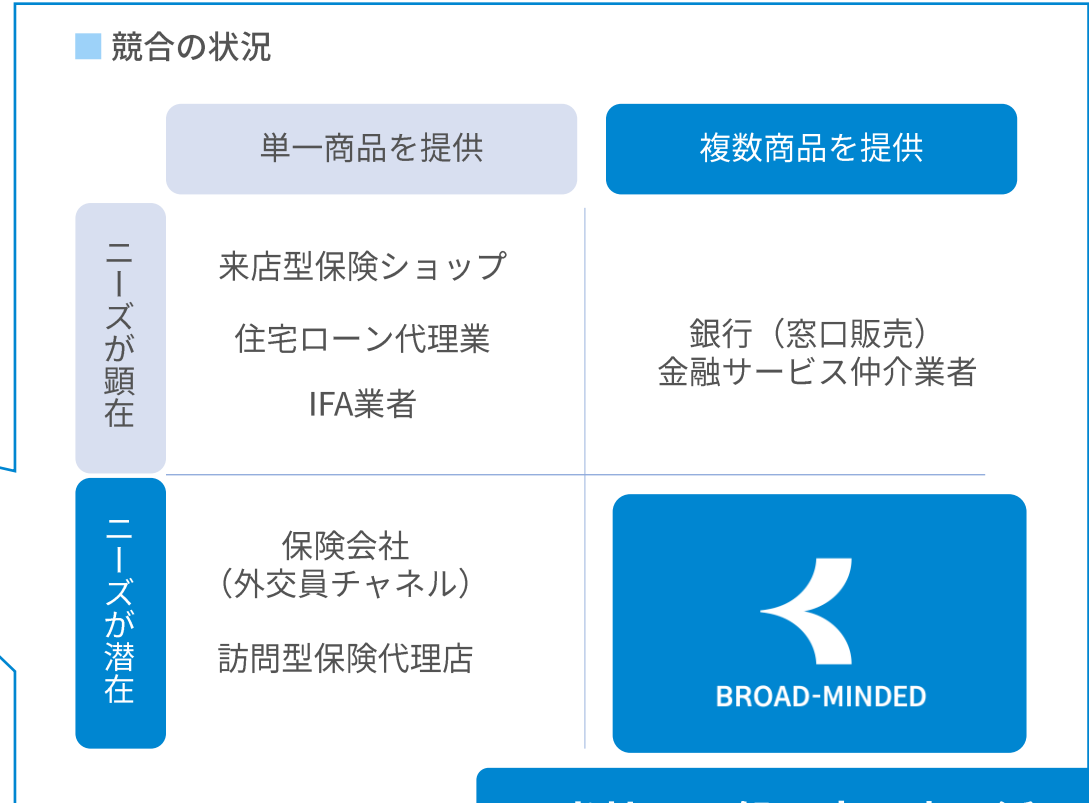 競合の状況
単一商品を提供
複数商品を提供
ニーズが顕在
来店型保険ショップ
住宅ローン代理業
IFA業者
銀行（窓口販売）
金融サービス仲介業者
ニーズが潜在
保険会社
（外交員チャネル）
訪問型保険代理店
BROAD-MINDED